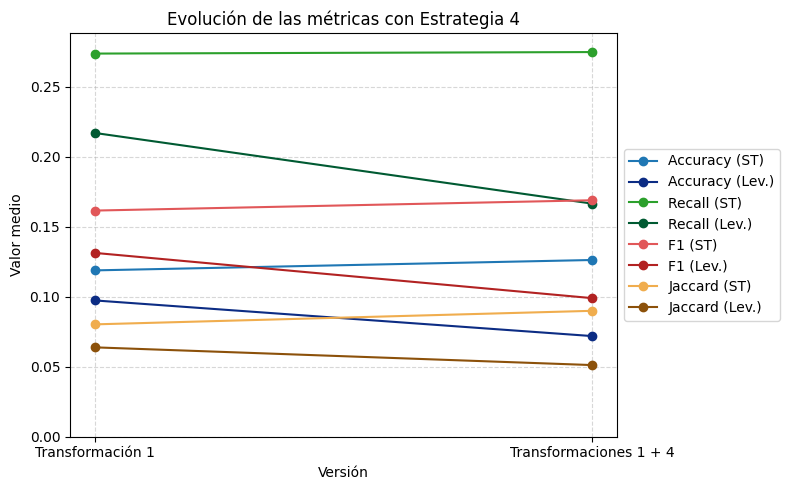 Evolución de las métricas con Estrategia 4
Valor medio
0.25
0.20
0.15
0.10
0.05
0.00
Transformación 1
Transformaciones 1 + 4
Versión
Accuracy (ST)
Accuracy (Lev.)
Recall (ST)
Recall (Lev.)
F1 (ST)
F1 (Lev.)
Jaccard (ST)
Jaccard (Lev.)